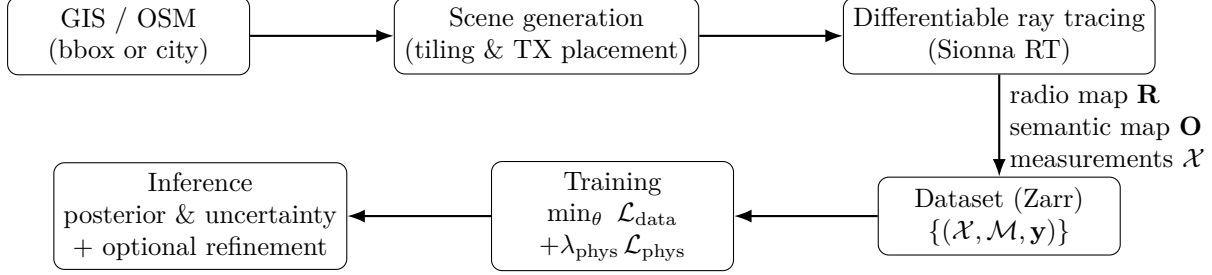 GIS / OSM
(bbox or city)
Scene generation
(tiling & TX placement)
Differentiable ray tracing
(Sionna RT)
radio map R
semantic map O
measurements 𝒳
Dataset (Zarr)
{(𝒳, ℳ, y)}
Training
min_θ ℒ_data
+λ_phys ℒ_phys
Inference
posterior & uncertainty
+ optional refinement